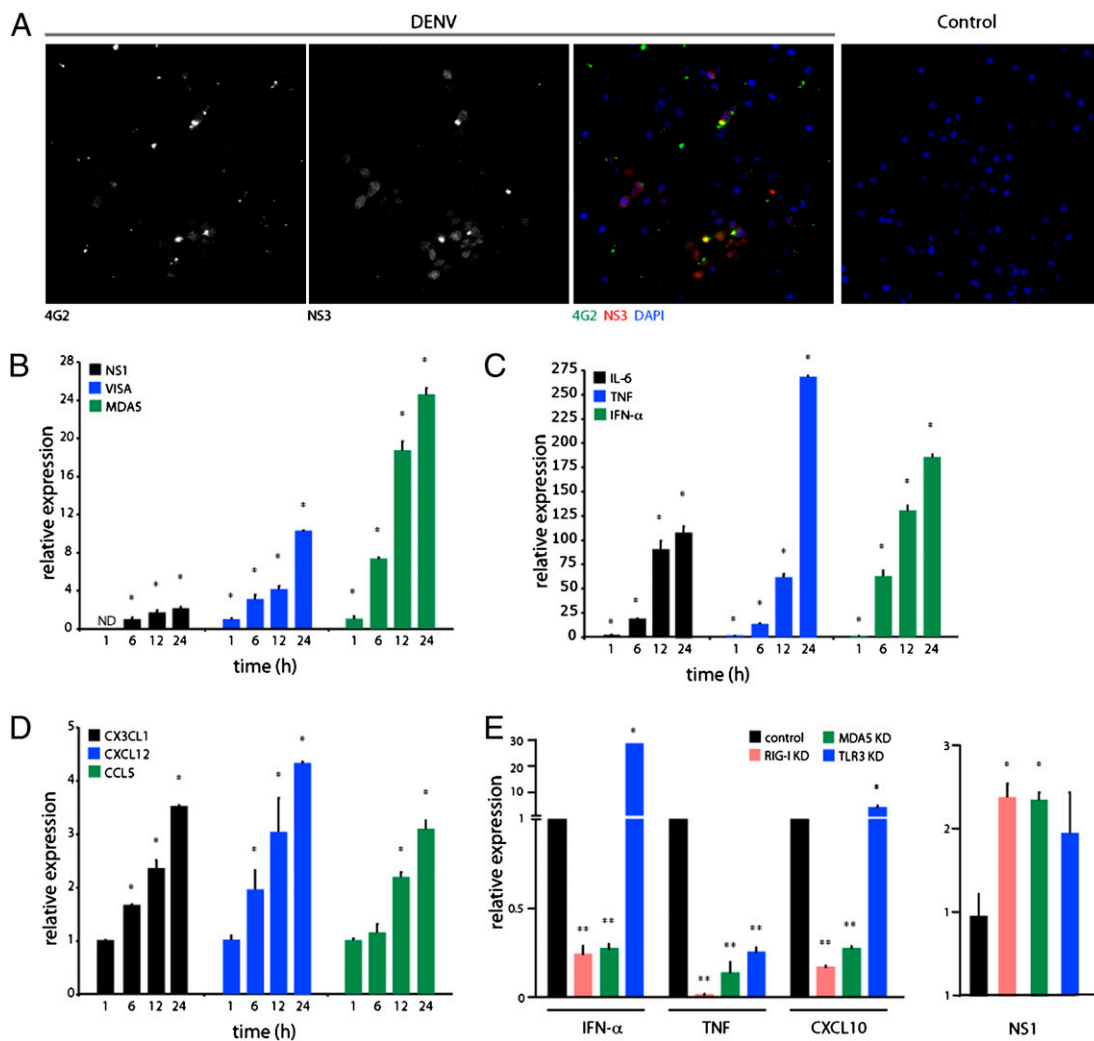 A
DENV
Control
4G2
NS3
4G2 NS3 DAPI
B
NS1
VISA
MDA5
relative expression
28
24
20
16
12
8
4
0
ND
* * * * * * * * * * *
1 6 12 24 1 6 12 24 1 6 12 24
time (h)
C
IL-6
TNF
IFN-α
relative expression
275
250
225
200
175
150
125
100
75
50
25
0
* * * * * * * * * * * *
1 6 12 24 1 6 12 24 1 6 12 24
time (h)
D
CX3CL1
CXCL12
CCL5
relative expression
5
4
3
2
1
0
* * * * * * * *
1 6 12 24 1 6 12 24 1 6 12 24
time (h)
E
control
RIG-I KD
MDA5 KD
TLR3 KD
relative expression
30
20
10
1
0.5
0
** ** * ** ** ** ** ** *
IFN-α TNF CXCL10
3
2
1
1
* *
NS1